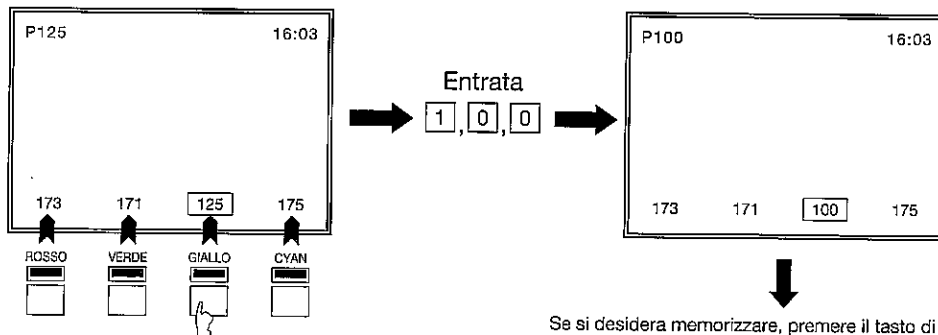 P125 16:03
173 171 125 175
ROSSO VERDE GIALLO CYAN
Entrata
1, 0, 0
P100 16:03
173 171 100 175
Se si desidera memorizzare, premere il tasto di